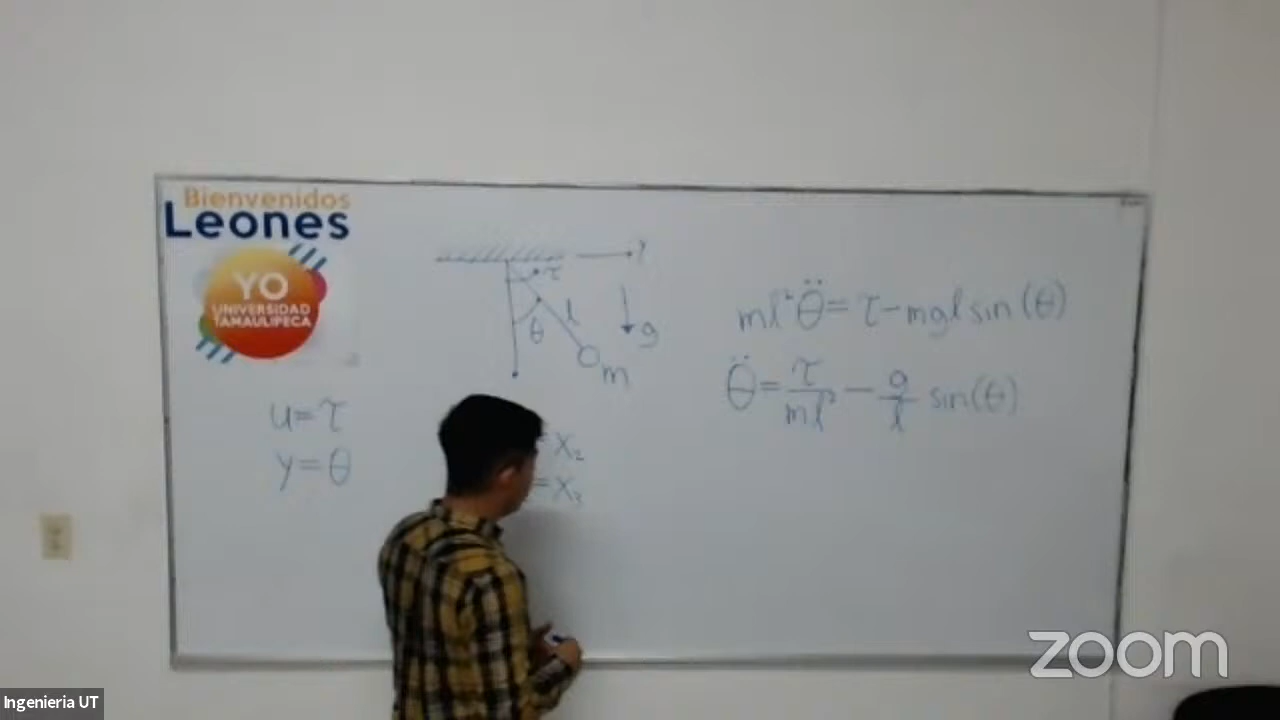 Bienvenidos
Leones
YO
UNIVERSIDAD
TAMAULIPECA
τ
l
θ
g
m
ml²θ̈ = τ - mgl sin (θ)
θ̈ = τ/ml² - g/l sin(θ)
u = τ
y = θ
= x₂
= x₃
zoom
Ingenieria UT